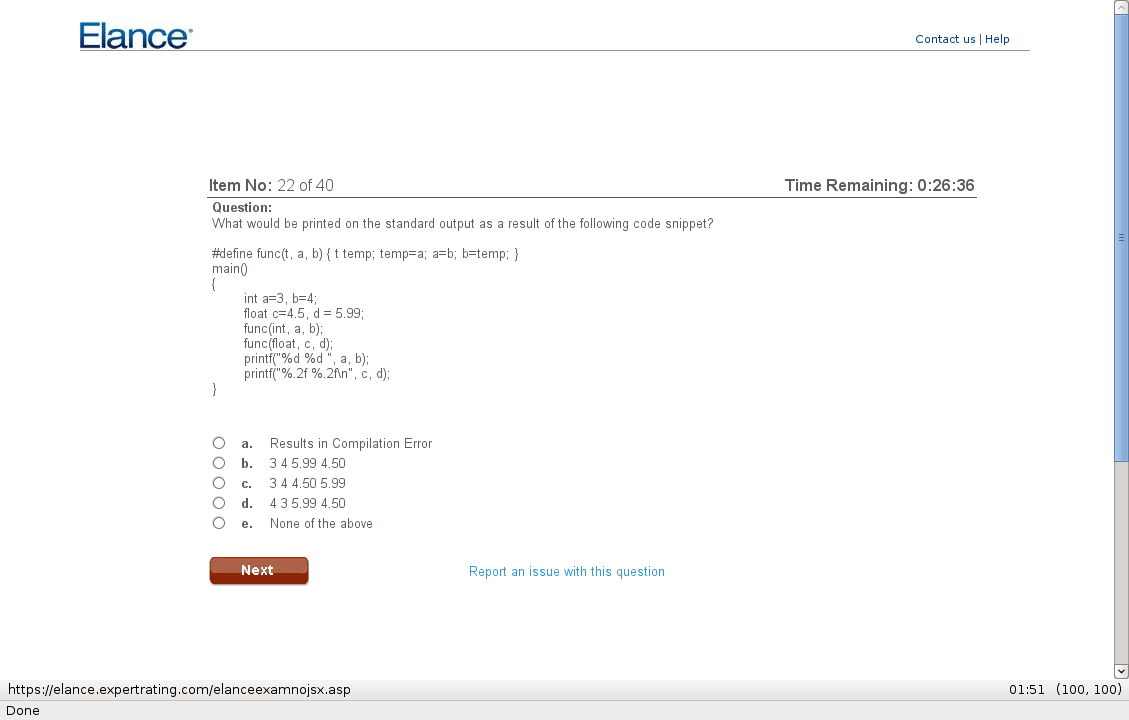 Elance
Contact us | Help
Item No: 22 of 40
Time Remaining: 0:26:36
Question:
What would be printed on the standard output as a result of the following code snippet?
#define func(t, a, b) { t temp; temp=a; a=b; b=temp; }
main()
{
int a=3, b=4;
float c=4.5, d = 5.99;
func(int, a, b);
func(float, c, d);
printf("%d %d ", a, b);
printf("%.2f %.2f\n", c, d);
}
a. Results in Compilation Error
b. 3 4 5.99 4.50
c. 3 4 4.50 5.99
d. 4 3 5.99 4.50
e. None of the above
Next
Report an issue with this question
https://elance.expertrating.com/elanceexamnojsx.asp
01:51 (100, 100)
Done